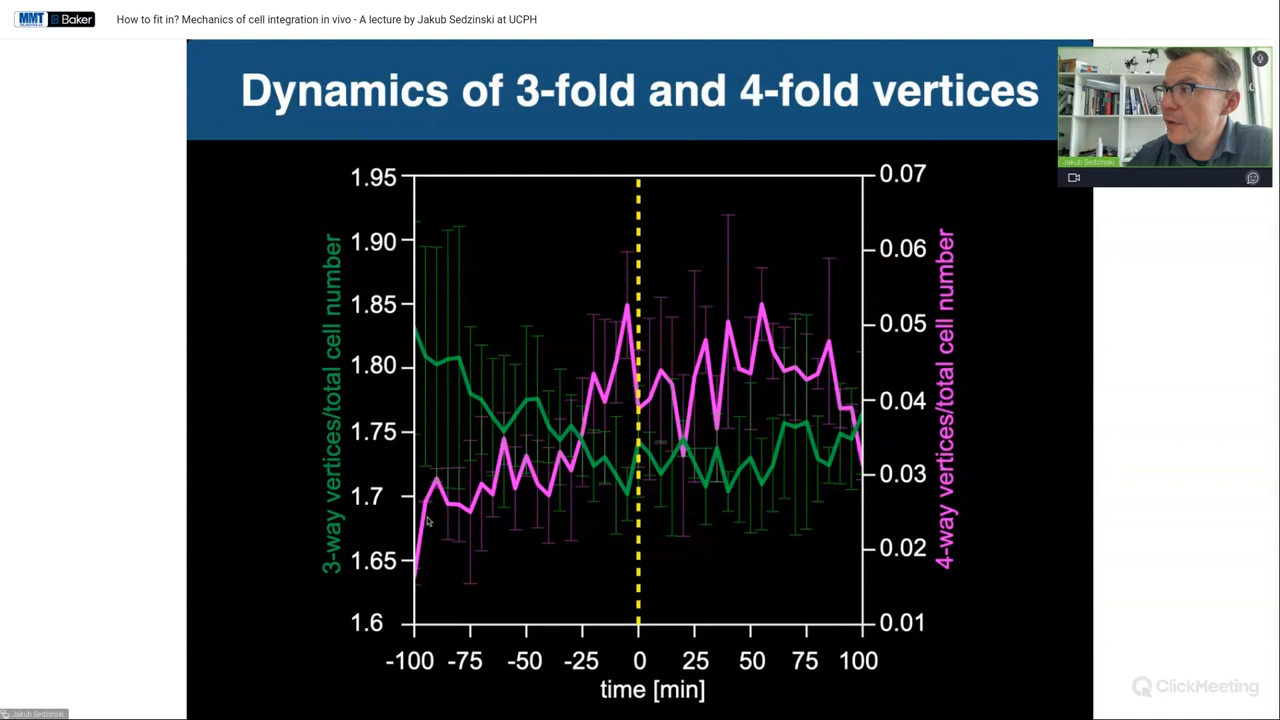 MMT Baker
How to fit in? Mechanics of cell integration in vivo - A lecture by Jakub Sedzinski at UCPH
Dynamics of 3-fold and 4-fold vertices
Jakub Sedzinski
3-way vertices/total cell number
1.95
1.90
1.85
1.80
1.75
1.7
1.65
1.6
0.07
0.06
0.05
0.04
0.03
0.02
0.01
4-way vertices/total cell number
-100 -75 -50 -25 0 25 50 75 100
time [min]
ClickMeeting
Jakub Sedzinski